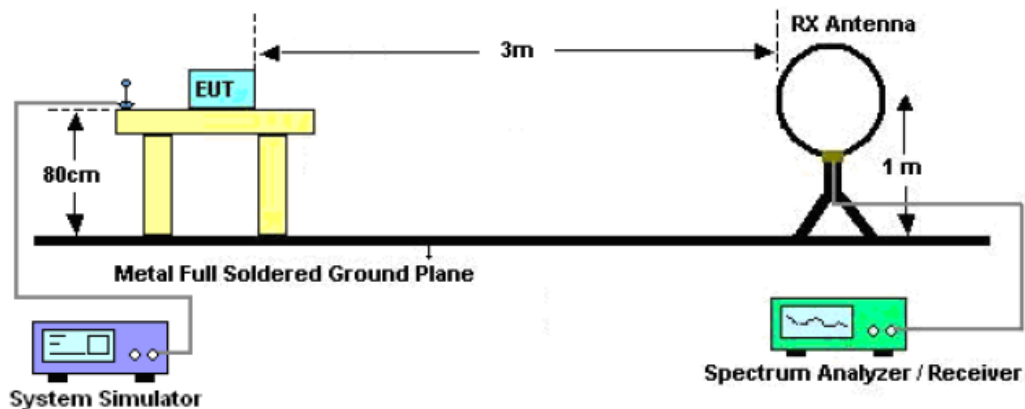 RX Antenna
3m
EUT
80cm
1 m
Metal Full Soldered Ground Plane
System Simulator
Spectrum Analyzer / Receiver